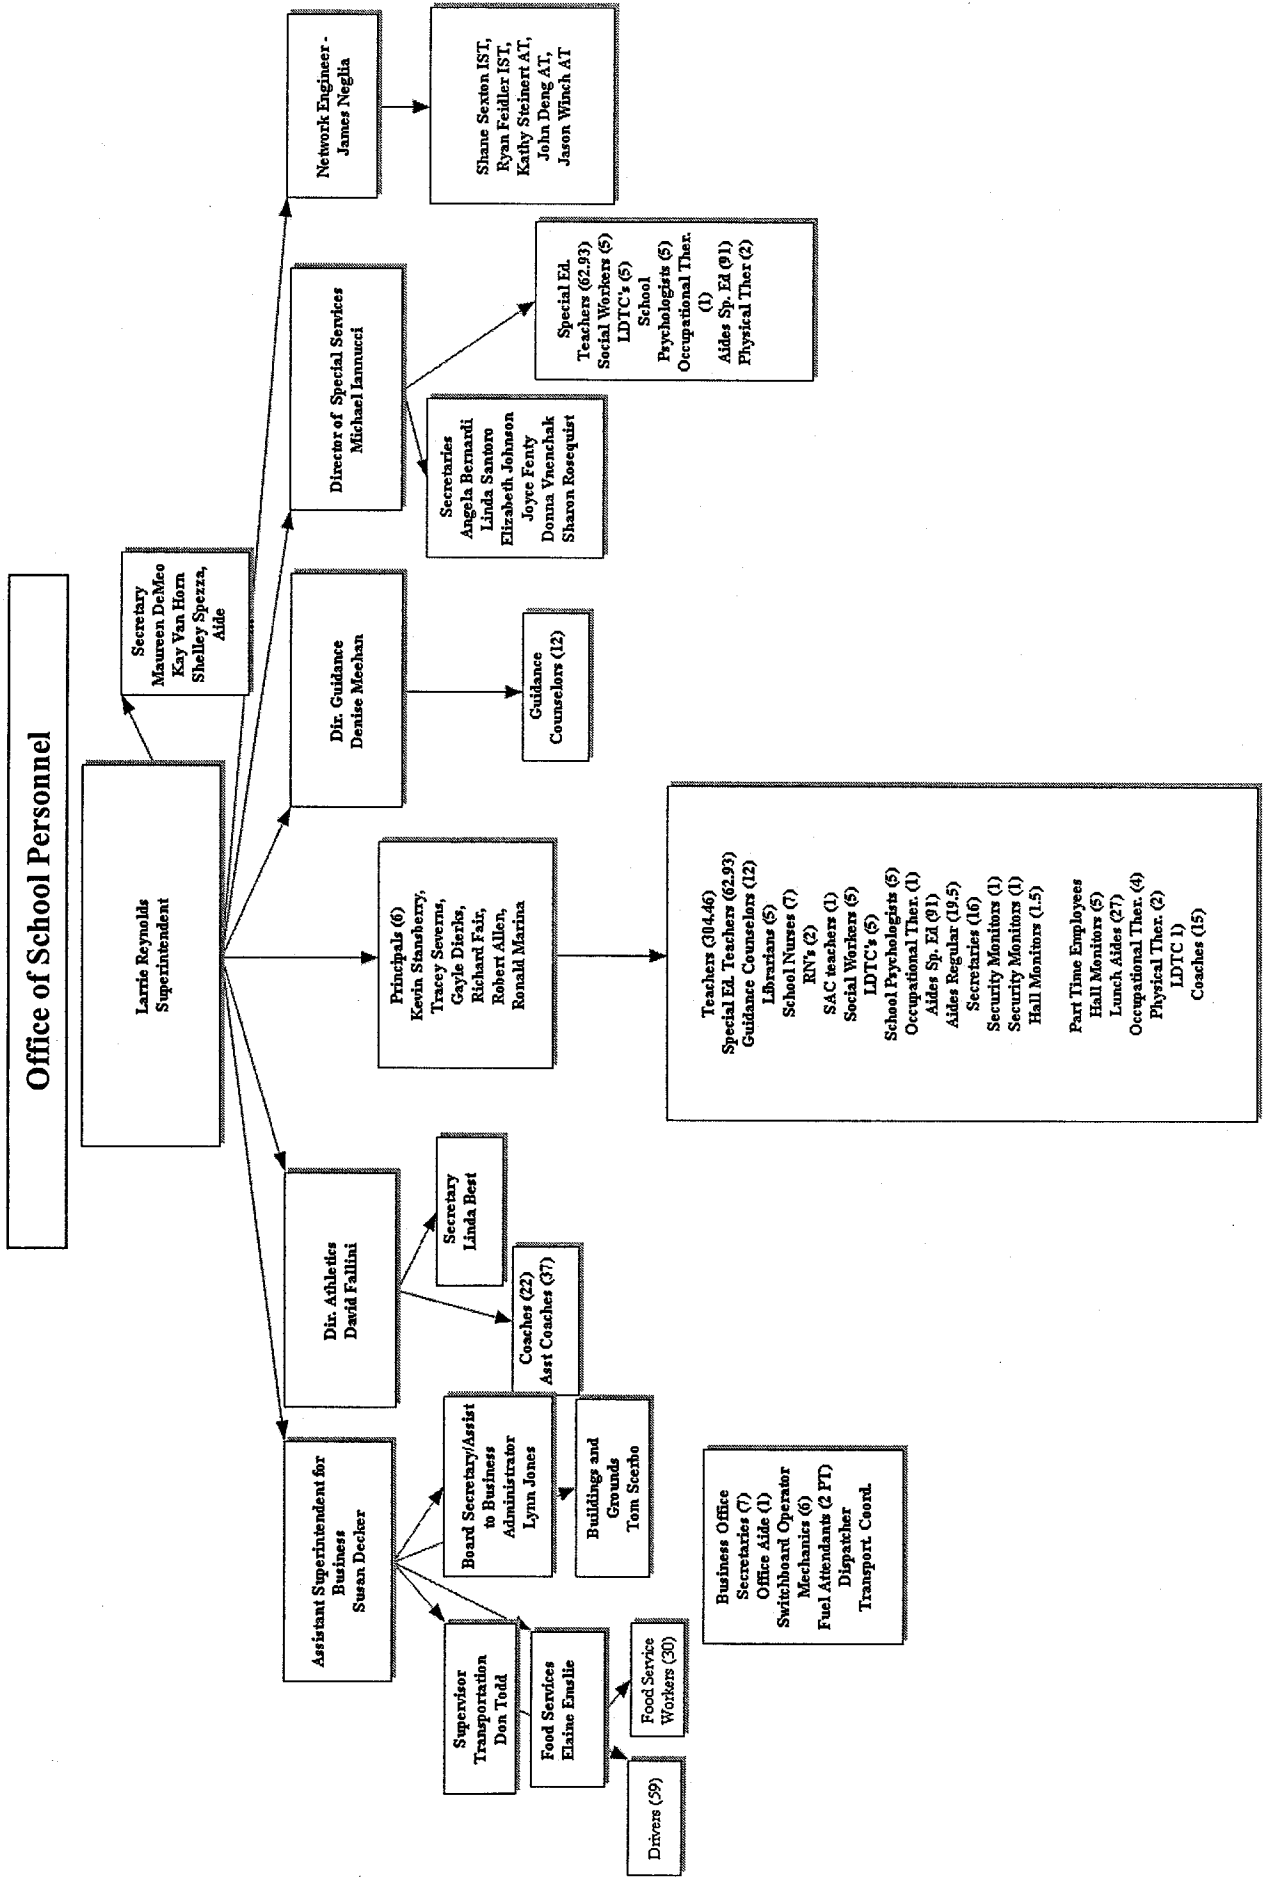 Office of School Personnel
Larrie Reynolds
Superintendent
Secretary
Maureen DeMeo
Kay Van Horn
Shelley Spezza,
Aide
Assistant Superintendent for
Business
Susan Decker
Dir. Athletics
David Fallini
Principals (6)
Kevin Stansberry,
Tracey Severns,
Gayle Dierks,
Richard Fair,
Robert Allen,
Ronald Marina
Dir. Guidance
Denise Meehan
Director of Special Services
Michael Iannucci
Network Engineer -
James Neglia
Supervisor
Transportation
Don Todd
Food Services
Elaine Emslie
Drivers (59)
Food Service
Workers (30)
Board Secretary/Assist
to Business
Administrator
Lynn Jones
Buildings and
Grounds
Tom Scerbo
Business Office
Secretaries (7)
Office Aide (1)
Switchboard Operator
Mechanics (6)
Fuel Attendants (2 PT)
Dispatcher
Transport. Coord.
Secretary
Linda Best
Coaches (22)
Asst Coaches (37)
Teachers (304.46)
Special Ed. Teachers (62.93)
Guidance Counselors (12)
Librarians (5)
School Nurses (7)
RN's (2)
SAC teachers (1)
Social Workers (5)
LDTC's (5)
School Psychologists (5)
Occupational Ther. (1)
Aides Sp. Ed (91)
Aides Regular (19.5)
Secretaries (16)
Security Monitors (1)
Security Monitors (1)
Hall Monitors (1.5)
Part Time Employees
Hall Monitors (5)
Lunch Aides (27)
Occupational Ther. (4)
Physical Ther. (2)
LDTC 1)
Coaches (15)
Guidance
Counselors (12)
Secretaries
Angela Bernardi
Linda Santoro
Elizabeth Johnson
Joyce Fenty
Donna Vnenchak
Sharon Rosequist
Special Ed.
Teachers (62.93)
Social Workers (5)
LDTC's (5)
School
Psychologists (5)
Occupational Ther.
(1)
Aides Sp. Ed (91)
Physical Ther (2)
Shane Sexton IST,
Ryan Feidler IST,
Kathy Steinert AT,
John Deng AT,
Jason Winch AT